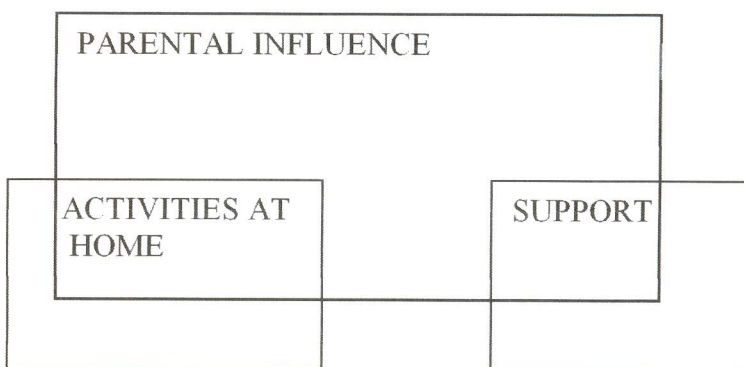 PARENTAL INFLUENCE
ACTIVITIES AT
HOME
SUPPORT